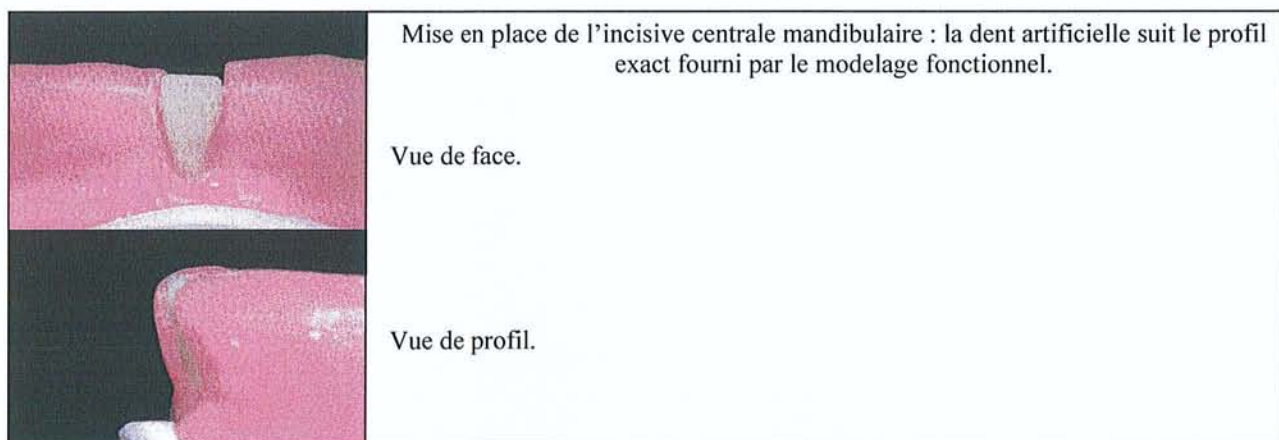 Mise en place de l’incisive centrale mandibulaire : la dent artificielle suit le profil
exact fourni par le modelage fonctionnel.
Vue de face.
Vue de profil.